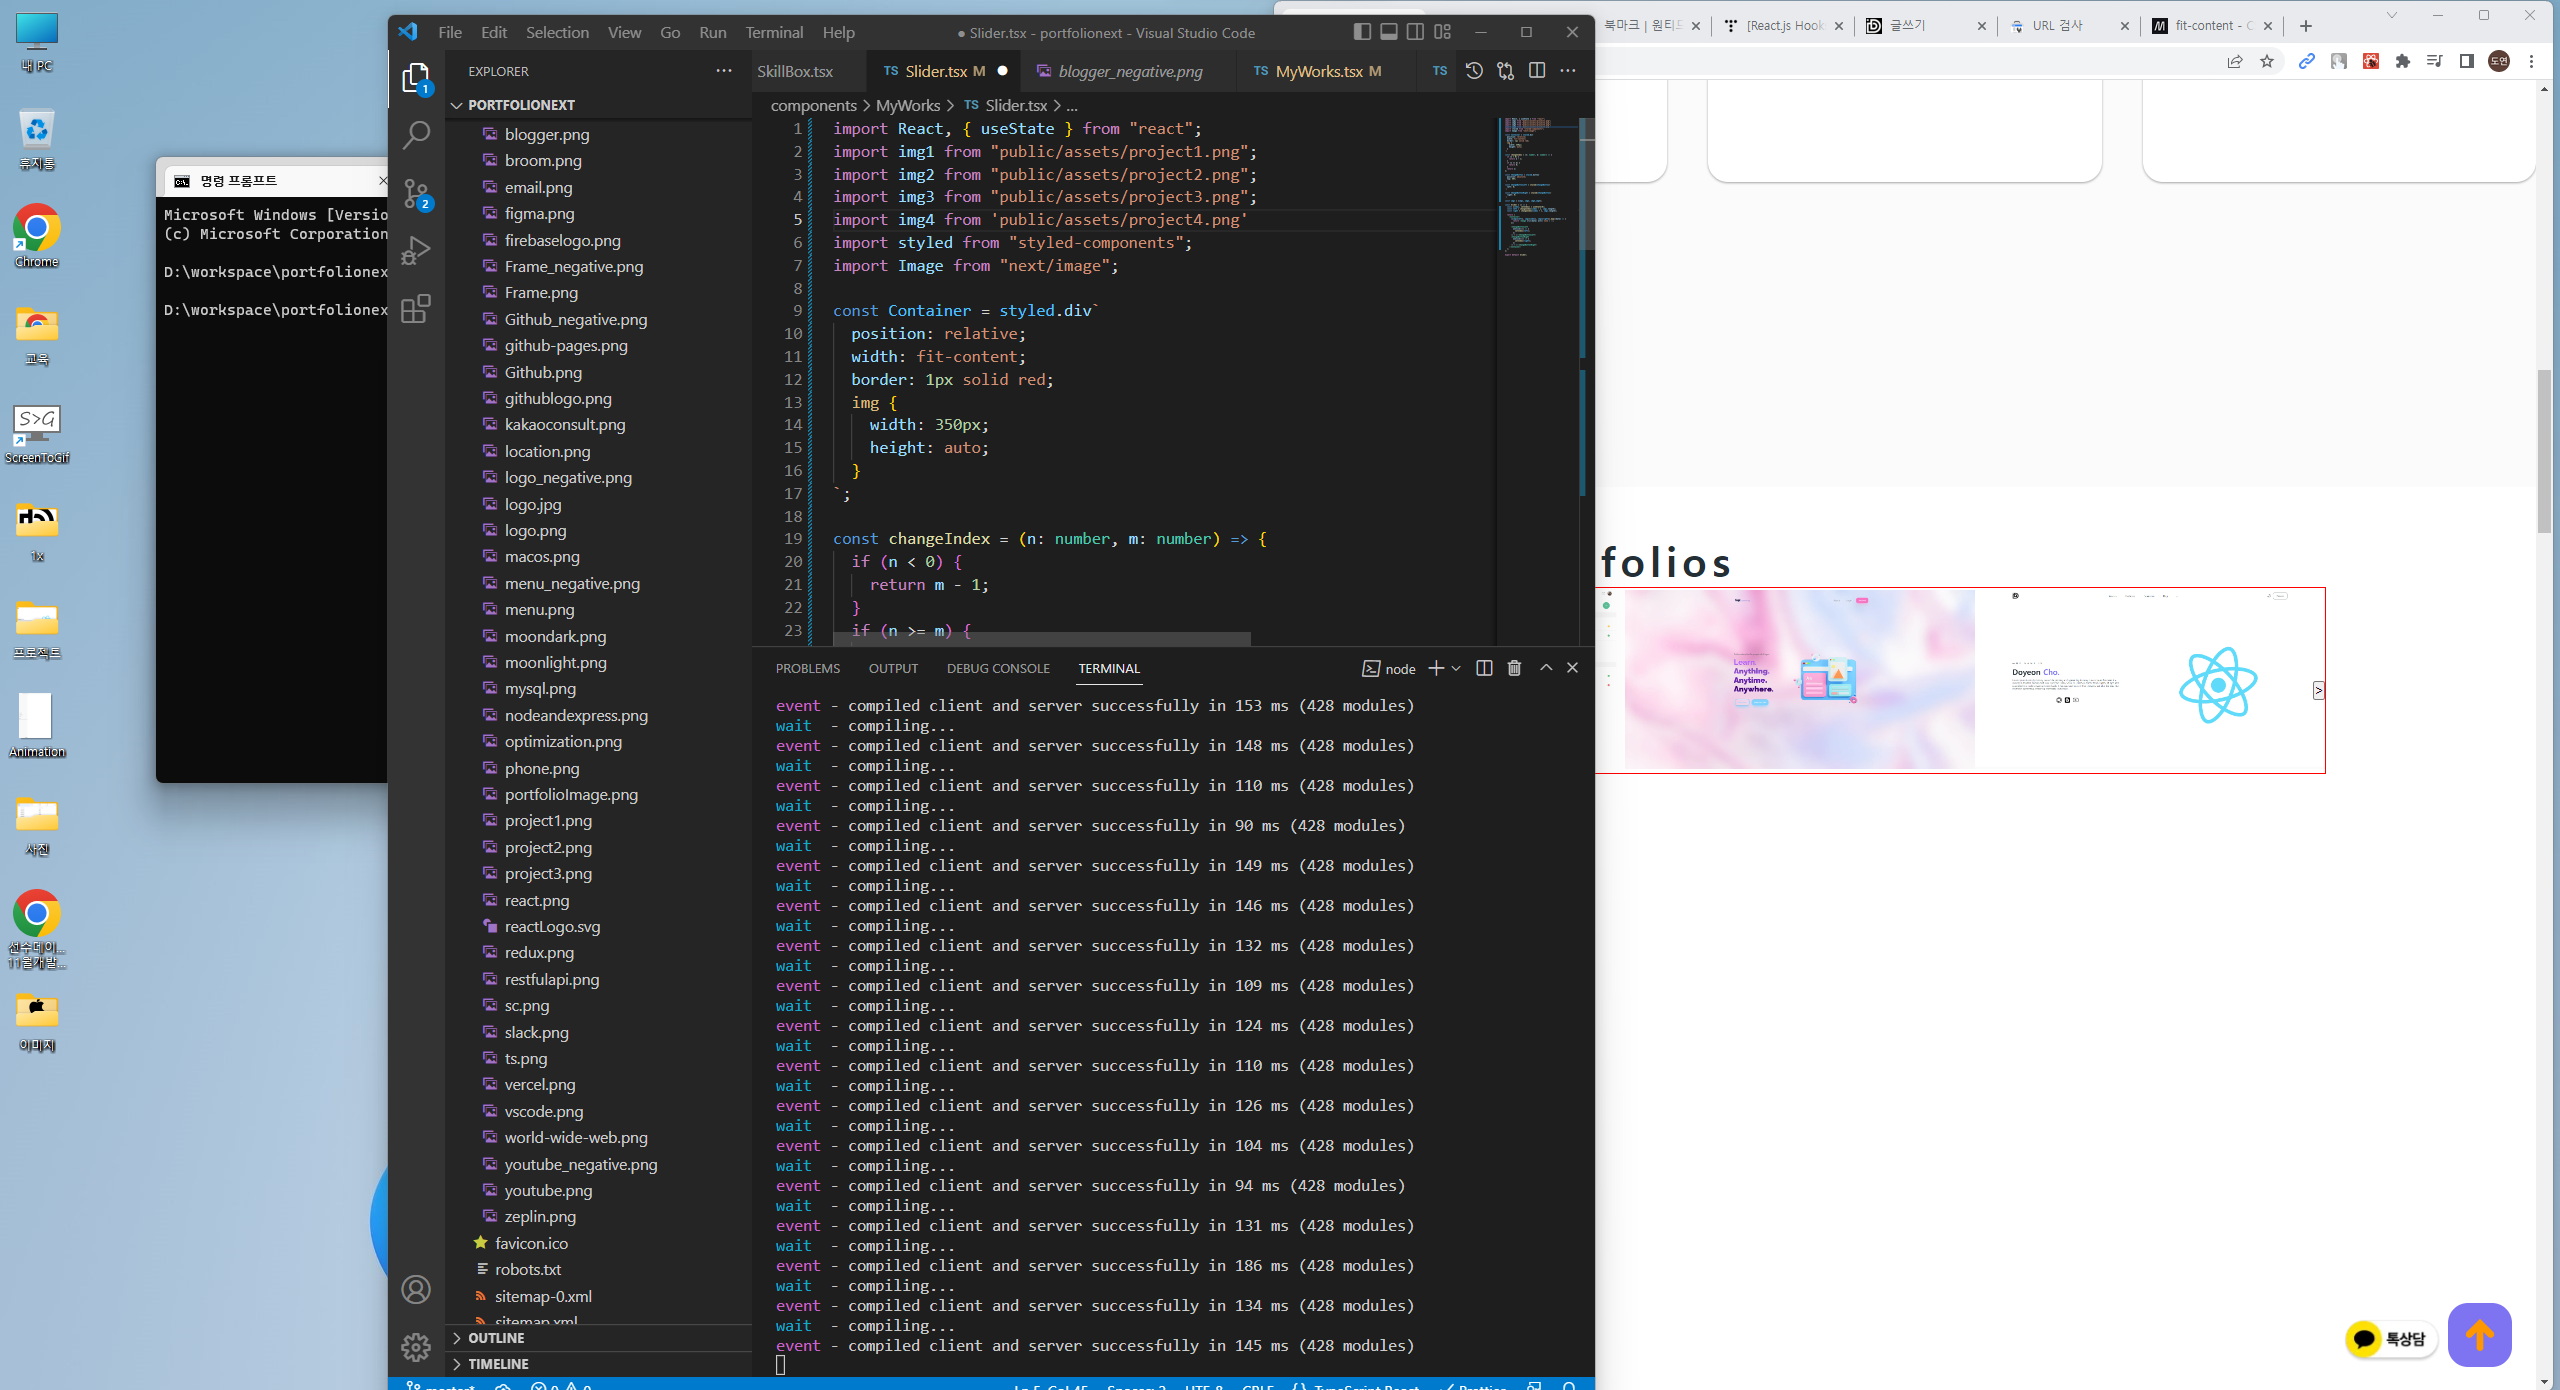 내 PC
휴지통
Chrome
교육
ScreenToGif
1x
프로젝트
Animation
사진
선수데이...
11월개발...
이미지
명령 프롬프트
Microsoft Windows [Versio
(c) Microsoft Corporation
D:\workspace\portfolionex
D:\workspace\portfolionex
File Edit Selection View Go Run Terminal Help
● Slider.tsx - portfolionext - Visual Studio Code
EXPLORER
PORTFOLIONEXT
blogger.png
broom.png
email.png
figma.png
firebaselogo.png
Frame_negative.png
Frame.png
Github_negative.png
github-pages.png
Github.png
githublogo.png
kakaoconsult.png
location.png
logo_negative.png
logo.jpg
logo.png
macos.png
menu_negative.png
menu.png
moondark.png
moonlight.png
mysql.png
nodeandexpress.png
optimization.png
phone.png
portfolioImage.png
project1.png
project2.png
project3.png
react.png
reactLogo.svg
redux.png
restfulapi.png
sc.png
slack.png
ts.png
vercel.png
vscode.png
world-wide-web.png
youtube_negative.png
youtube.png
zeplin.png
favicon.ico
robots.txt
sitemap-0.xml
sitemap.xml
OUTLINE
TIMELINE
1
2
SkillBox.tsx
TS Slider.tsx M
blogger_negative.png
TS MyWorks.tsx M
TS
components > MyWorks > TS Slider.tsx > ...
1 import React, { useState } from "react";
2 import img1 from "public/assets/project1.png";
3 import img2 from "public/assets/project2.png";
4 import img3 from "public/assets/project3.png";
5 import img4 from 'public/assets/project4.png'
6 import styled from "styled-components";
7 import Image from "next/image";
8
9 const Container = styled.div`
10 position: relative;
11 width: fit-content;
12 border: 1px solid red;
13 img {
14 width: 350px;
15 height: auto;
16 }
17 `;
18
19 const changeIndex = (n: number, m: number) => {
20 if (n < 0) {
21 return m - 1;
22 }
23 if (n >= m) {
PROBLEMS OUTPUT DEBUG CONSOLE TERMINAL
node
event - compiled client and server successfully in 153 ms (428 modules)
wait - compiling...
event - compiled client and server successfully in 148 ms (428 modules)
wait - compiling...
event - compiled client and server successfully in 110 ms (428 modules)
wait - compiling...
event - compiled client and server successfully in 90 ms (428 modules)
wait - compiling...
event - compiled client and server successfully in 149 ms (428 modules)
wait - compiling...
event - compiled client and server successfully in 146 ms (428 modules)
wait - compiling...
event - compiled client and server successfully in 132 ms (428 modules)
wait - compiling...
event - compiled client and server successfully in 109 ms (428 modules)
wait - compiling...
event - compiled client and server successfully in 124 ms (428 modules)
wait - compiling...
event - compiled client and server successfully in 110 ms (428 modules)
wait - compiling...
event - compiled client and server successfully in 126 ms (428 modules)
wait - compiling...
event - compiled client and server successfully in 104 ms (428 modules)
wait - compiling...
event - compiled client and server successfully in 94 ms (428 modules)
wait - compiling...
event - compiled client and server successfully in 131 ms (428 modules)
wait - compiling...
event - compiled client and server successfully in 186 ms (428 modules)
wait - compiling...
event - compiled client and server successfully in 134 ms (428 modules)
wait - compiling...
event - compiled client and server successfully in 145 ms (428 modules)
master* 0 0 Ln 5, Col 45 Spaces: 2 UTF-8 CRLF {} TypeScript React Prettier
북마크 | 원티드
[React.js Hook
글쓰기
URL 검사
fit-content - C
도연
folios
Learn.
Anything.
Anytime.
Anywhere.
Doyeon Cho.
>
톡상담